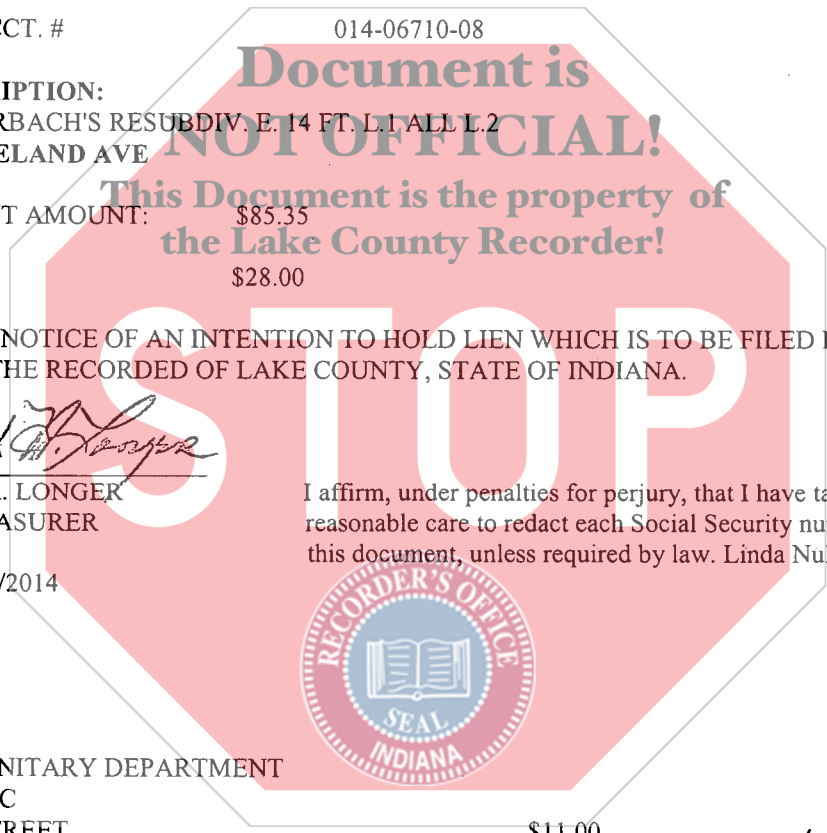 CCT. # 014-06710-08
Document is
IPTION:
RBACH'S RESUBDIV. E. 14 FT. L.1 ALL L.2
NOT OFFICIAL!
ELAND AVE
This Document is the property of
T AMOUNT: $85.35
the Lake County Recorder!
$28.00
NOTICE OF AN INTENTION TO HOLD LIEN WHICH IS TO BE FILED
THE RECORDED OF LAKE COUNTY, STATE OF INDIANA.
STOP
. LONGER
ASURER
I affirm, under penalties for perjury, that I have ta
reasonable care to redact each Social Security nu
this document, unless required by law. Linda Nu
/2014
RECORDER'S OFFICE
SEAL
INDIANA
NITARY DEPARTMENT
C
TREET
$11.00